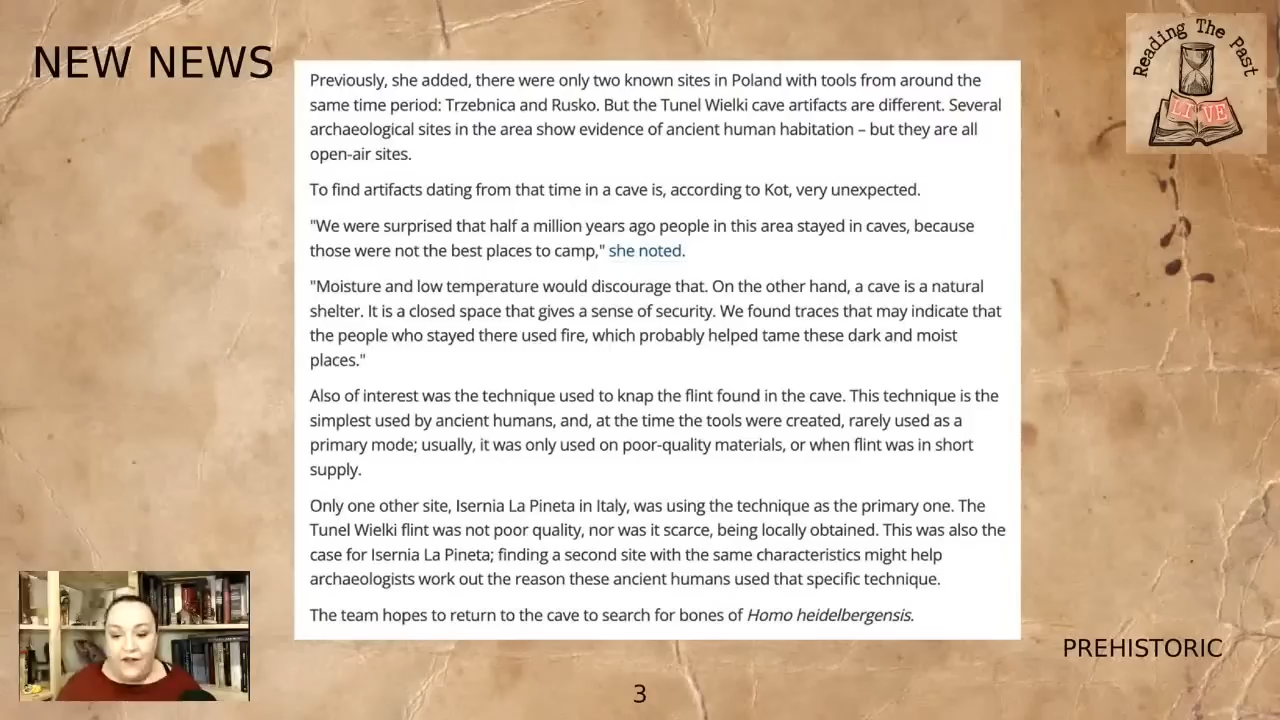 NEW NEWS
Reading The Past
LIVE
Previously, she added, there were only two known sites in Poland with tools from around the
same time period: Trzebnica and Rusko. But the Tunel Wielki cave artifacts are different. Several
archaeological sites in the area show evidence of ancient human habitation – but they are all
open-air sites.
To find artifacts dating from that time in a cave is, according to Kot, very unexpected.
"We were surprised that half a million years ago people in this area stayed in caves, because
those were not the best places to camp," she noted.
"Moisture and low temperature would discourage that. On the other hand, a cave is a natural
shelter. It is a closed space that gives a sense of security. We found traces that may indicate that
the people who stayed there used fire, which probably helped tame these dark and moist
places."
Also of interest was the technique used to knap the flint found in the cave. This technique is the
simplest used by ancient humans, and, at the time the tools were created, rarely used as a
primary mode; usually, it was only used on poor-quality materials, or when flint was in short
supply.
Only one other site, Isernia La Pineta in Italy, was using the technique as the primary one. The
Tunel Wielki flint was not poor quality, nor was it scarce, being locally obtained. This was also the
case for Isernia La Pineta; finding a second site with the same characteristics might help
archaeologists work out the reason these ancient humans used that specific technique.
The team hopes to return to the cave to search for bones of Homo heidelbergensis.
PREHISTORIC
3